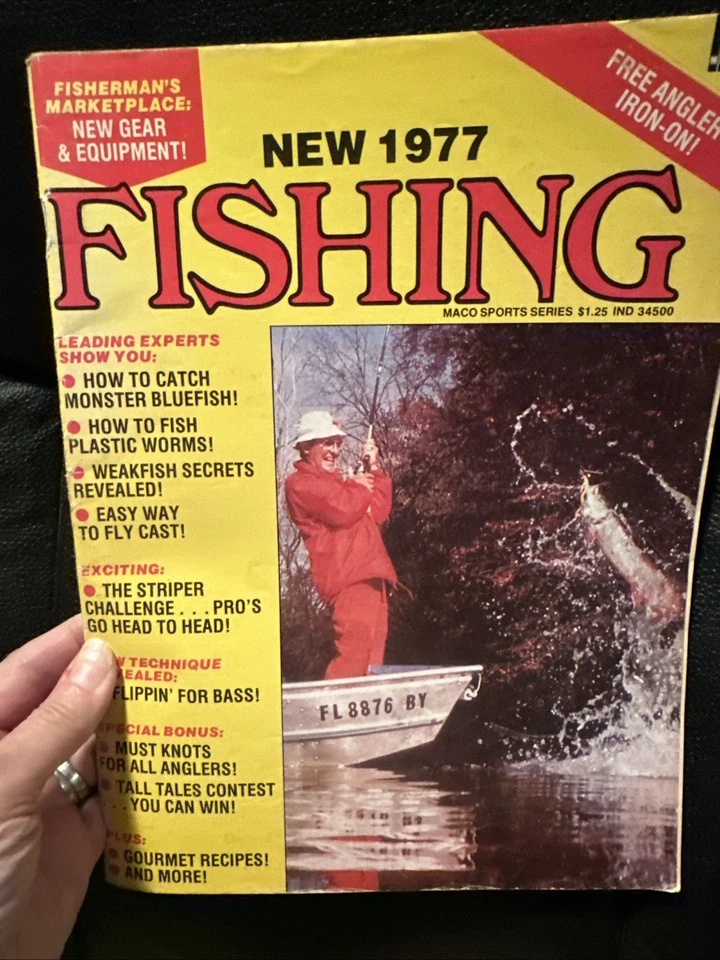 FISHERMAN'S
MARKETPLACE:
NEW GEAR
& EQUIPMENT!
FREE ANGLER
IRON-ON!
NEW 1977
FISHING
MACO SPORTS SERIES $1.25 IND 34500
LEADING EXPERTS
SHOW YOU:
HOW TO CATCH
MONSTER BLUEFISH!
HOW TO FISH
PLASTIC WORMS!
WEAKFISH SECRETS
REVEALED!
EASY WAY
TO FLY CAST!
EXCITING:
THE STRIPER
CHALLENGE . . . PRO'S
GO HEAD TO HEAD!
TECHNIQUE
FLIPPIN' FOR BASS!
SPECIAL BONUS:
MUST KNOTS
FOR ALL ANGLERS!
TALL TALES CONTEST
. . . YOU CAN WIN!
PLUS:
GOURMET RECIPES!
AND MORE!
FL 8876 BY